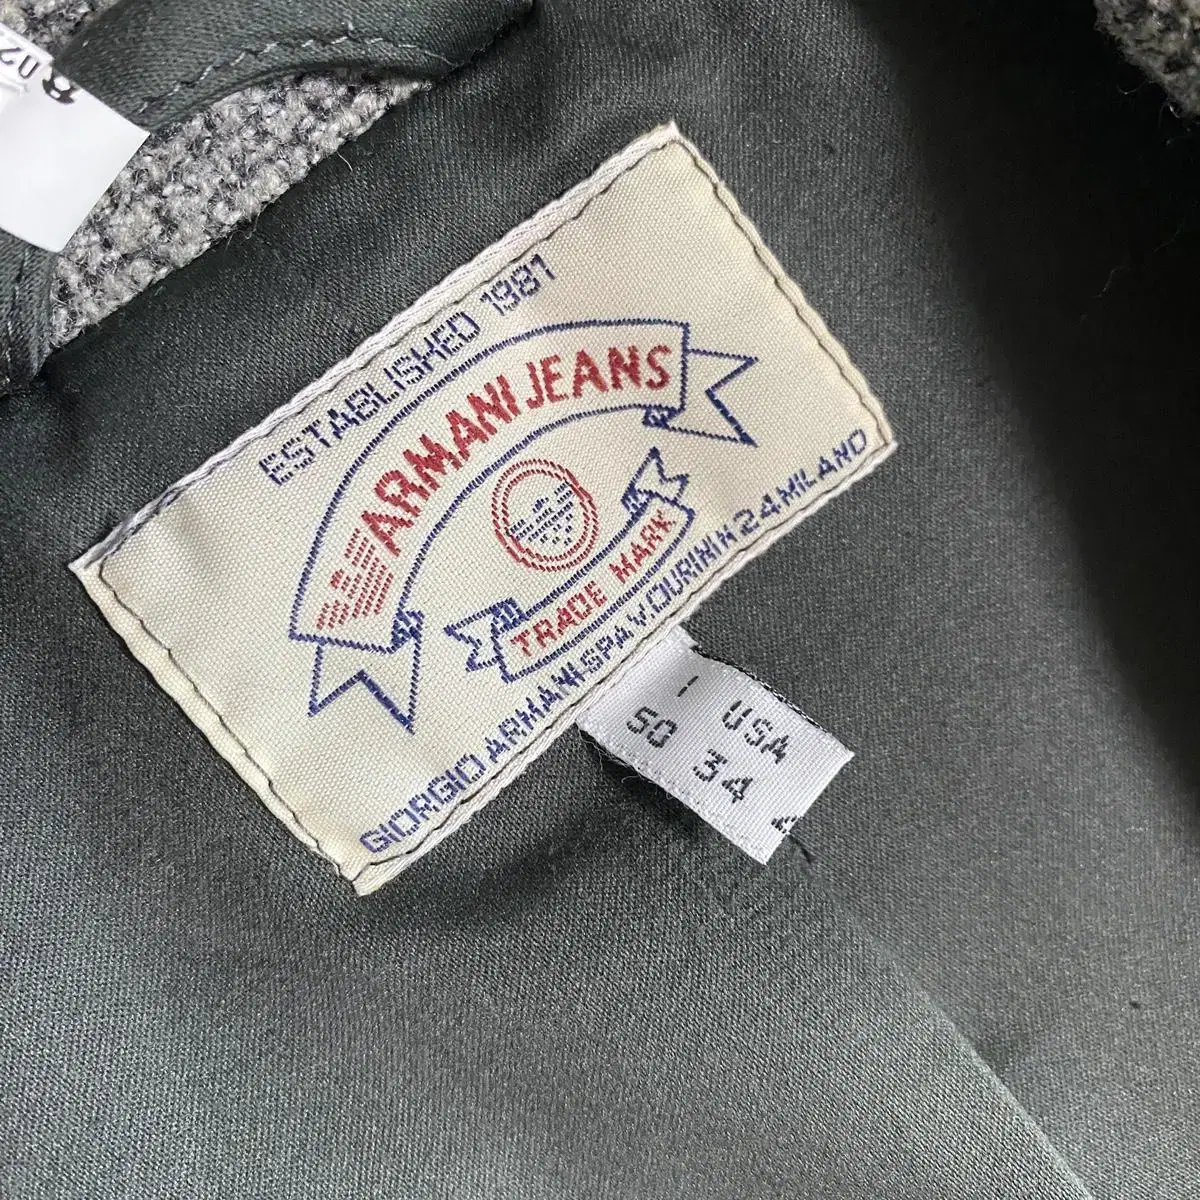 ESTABLISHED 1981
ARMANI JEANS
TRADE MARK
GIORGIO ARMANI-SPA V. DURINI N 24 MILANO
I USA
50 34